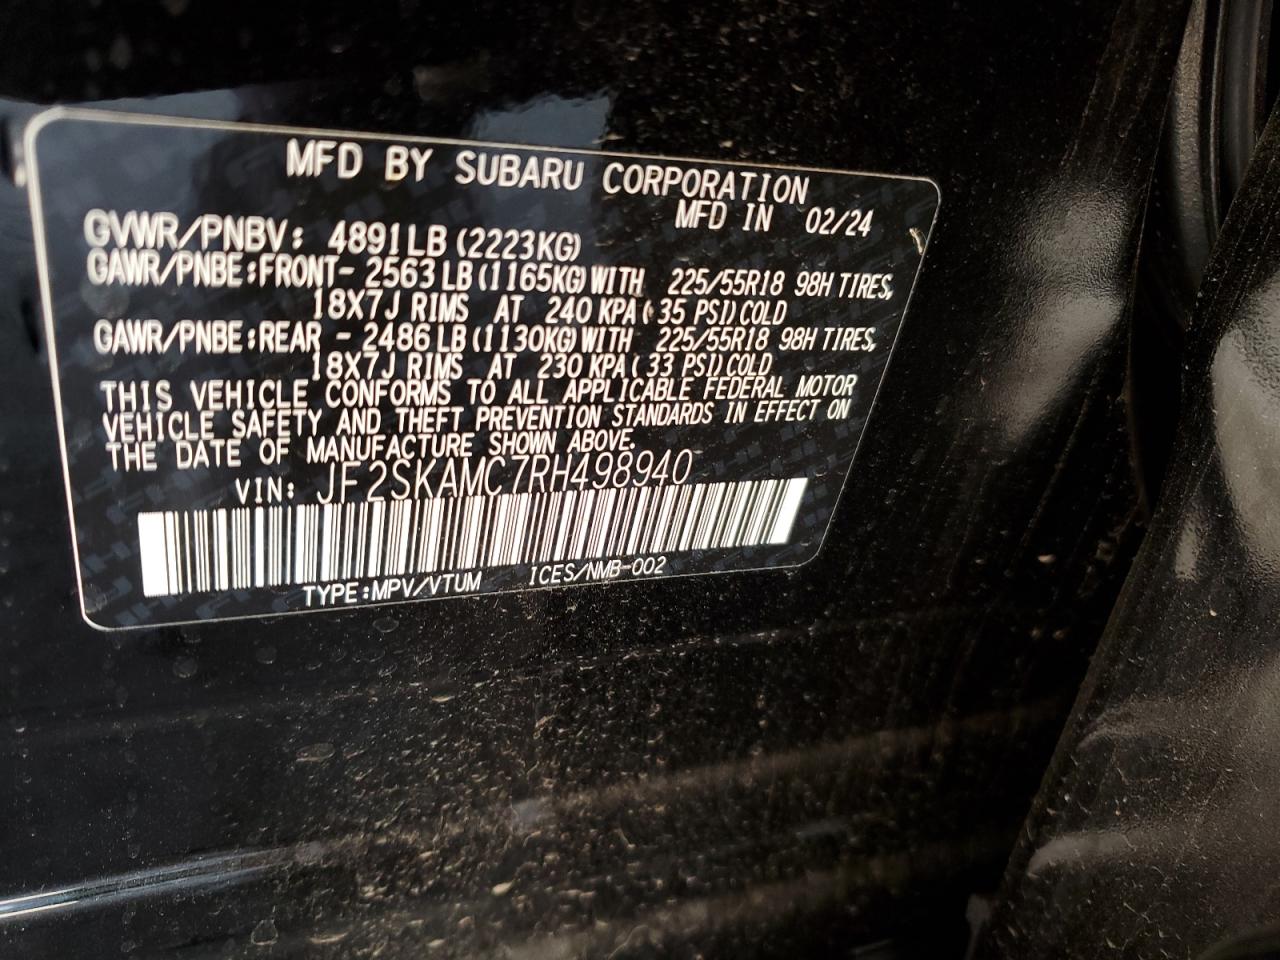 MFD BY SUBARU CORPORATION
MFD IN 02/24
GVWR/PNBV: 4891LB (2223KG)
GAWR/PNBE:FRONT- 2563 LB (1165KG) WITH 225/55R18 98H TIRES,
18X7J RIMS AT 240 KPA ( 35 PSI) COLD
GAWR/PNBE:REAR - 2486 LB (1130KG) WITH 225/55R18 98H TIRES,
18X7J RIMS AT 230 KPA ( 33 PSI) COLD
THIS VEHICLE CONFORMS TO ALL APPLICABLE FEDERAL MOTOR
VEHICLE SAFETY AND THEFT PREVENTION STANDARDS IN EFFECT ON
THE DATE OF MANUFACTURE SHOWN ABOVE.
VIN: JF2SKAMC7RH498940
TYPE:MPV/VTUM ICES/NMB-002